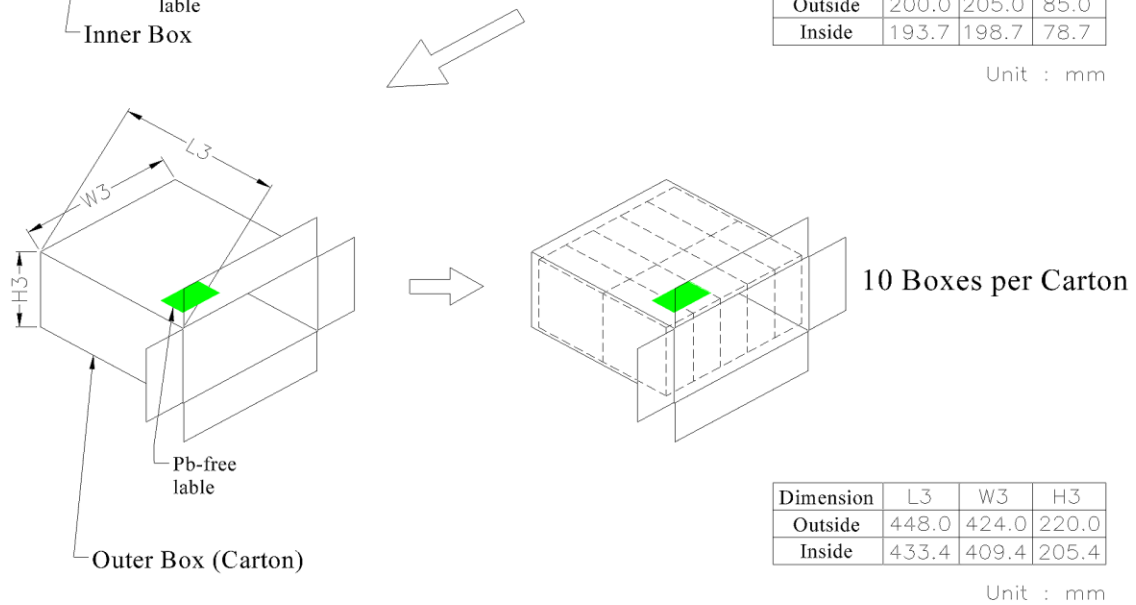 lable
Inner Box
Outside 200.0 205.0 85.0
Inside 193.7 198.7 78.7
Unit : mm
L3
W3
H3
10 Boxes per Carton
Pb-free
lable
Outer Box (Carton)
Dimension L3 W3 H3
Outside 448.0 424.0 220.0
Inside 433.4 409.4 205.4
Unit : mm